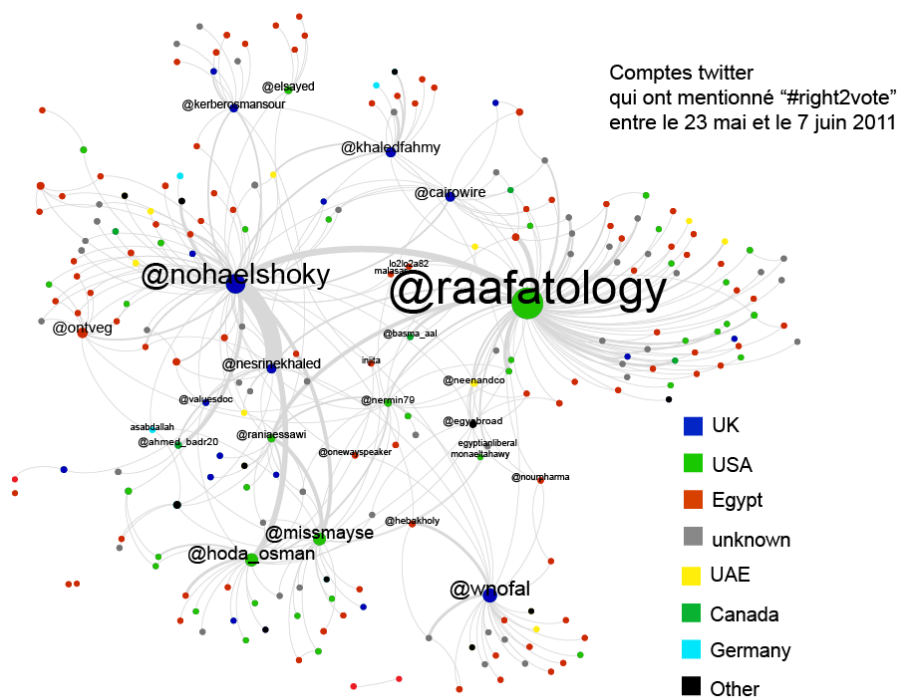 @elsayed
@kerberosmansour
Comptes twitter
qui ont mentionné “#right2vote”
entre le 23 mai et le 7 juin 2011
@khaledfahmy
@cairowire
lo2lo2a82
@nohaelshoky
@raafatology
@ontveg
@basma_aal
@nesrinekhaled
@neenandco
@valuesdoc
@nermin79
asabdallah
@egyabroad
@ahmed_badr20
@raniaessawi
egyptianliberal
@onewayspeaker
monaeltahawy
@nourpharma
@hebakholy
@missmayse
@hoda_osman
@wnofal
UK
USA
Egypt
unknown
UAE
Canada
Germany
Other